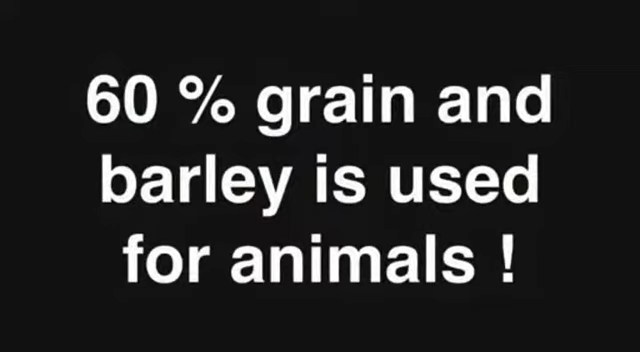 60 % grain and
barley is used
for animals !